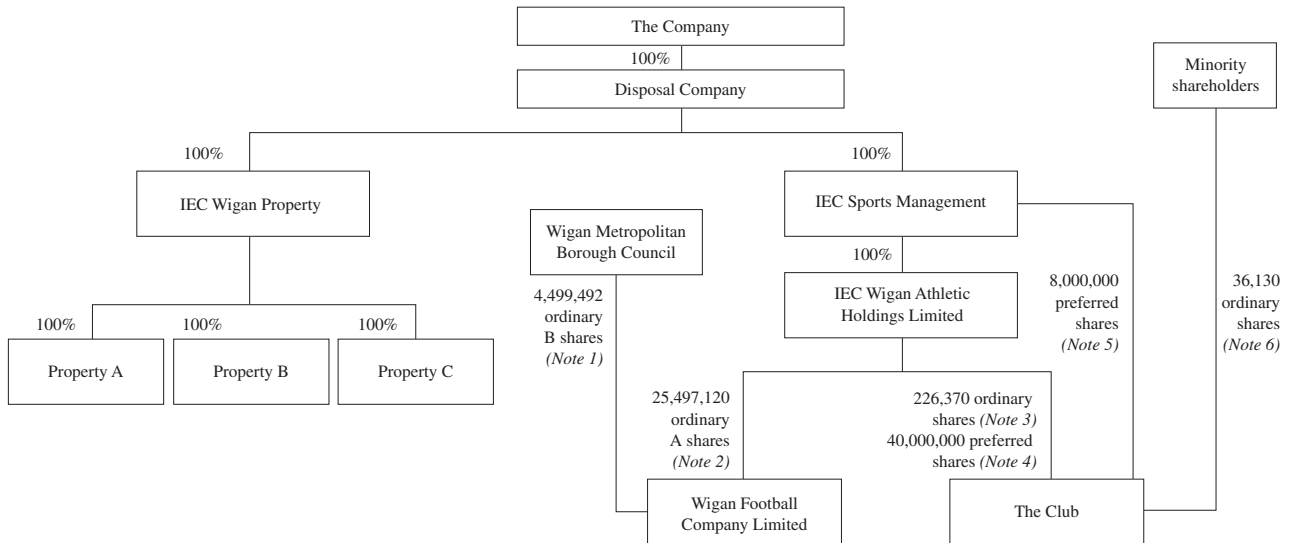 The Company
100%
Disposal Company
Minority
shareholders
100%
100%
IEC Wigan Property
IEC Sports Management
Wigan Metropolitan
Borough Council
100%
4,499,492
ordinary
B shares
(Note 1)
IEC Wigan Athletic
Holdings Limited
8,000,000
preferred
shares
(Note 5)
36,130
ordinary
shares
(Note 6)
100%
100%
100%
Property A
Property B
Property C
25,497,120
ordinary
A shares
(Note 2)
226,370 ordinary
shares (Note 3)
40,000,000 preferred
shares (Note 4)
Wigan Football
Company Limited
The Club